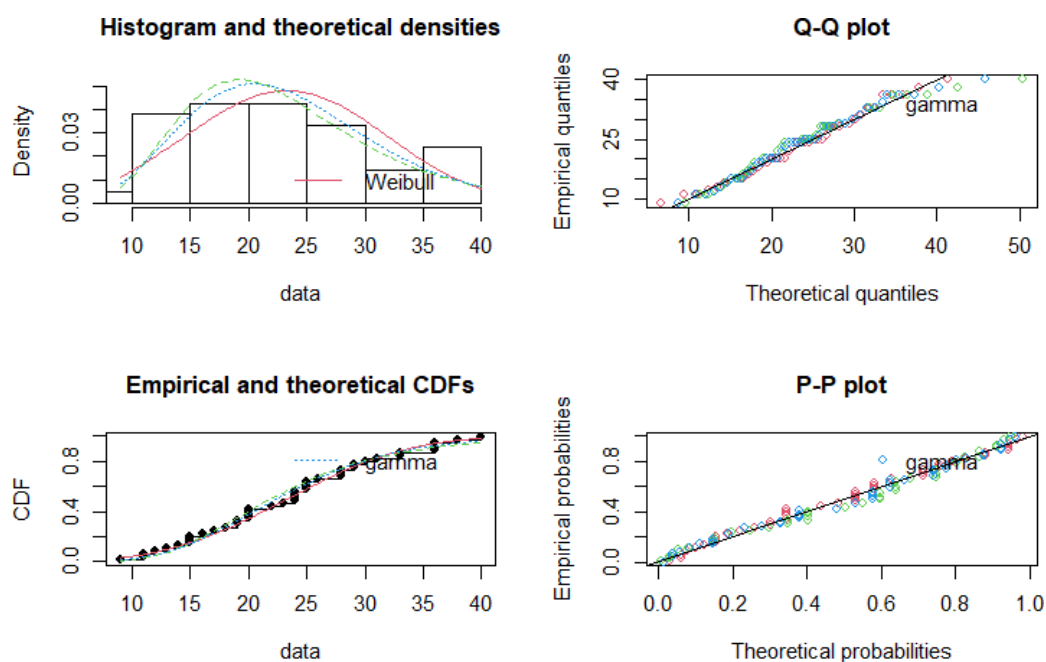 Histogram and theoretical densities
Density
0.00
0.03
Weibull
10 15 20 25 30 35 40
data
Q-Q plot
Empirical quantiles
10
25
40
gamma
10 20 30 40 50
Theoretical quantiles
Empirical and theoretical CDFs
CDF
0.0
0.4
0.8
gamma
10 15 20 25 30 35 40
data
P-P plot
Empirical probabilities
0.0
0.4
0.8
gamma
0.0 0.2 0.4 0.6 0.8 1.0
Theoretical probabilities